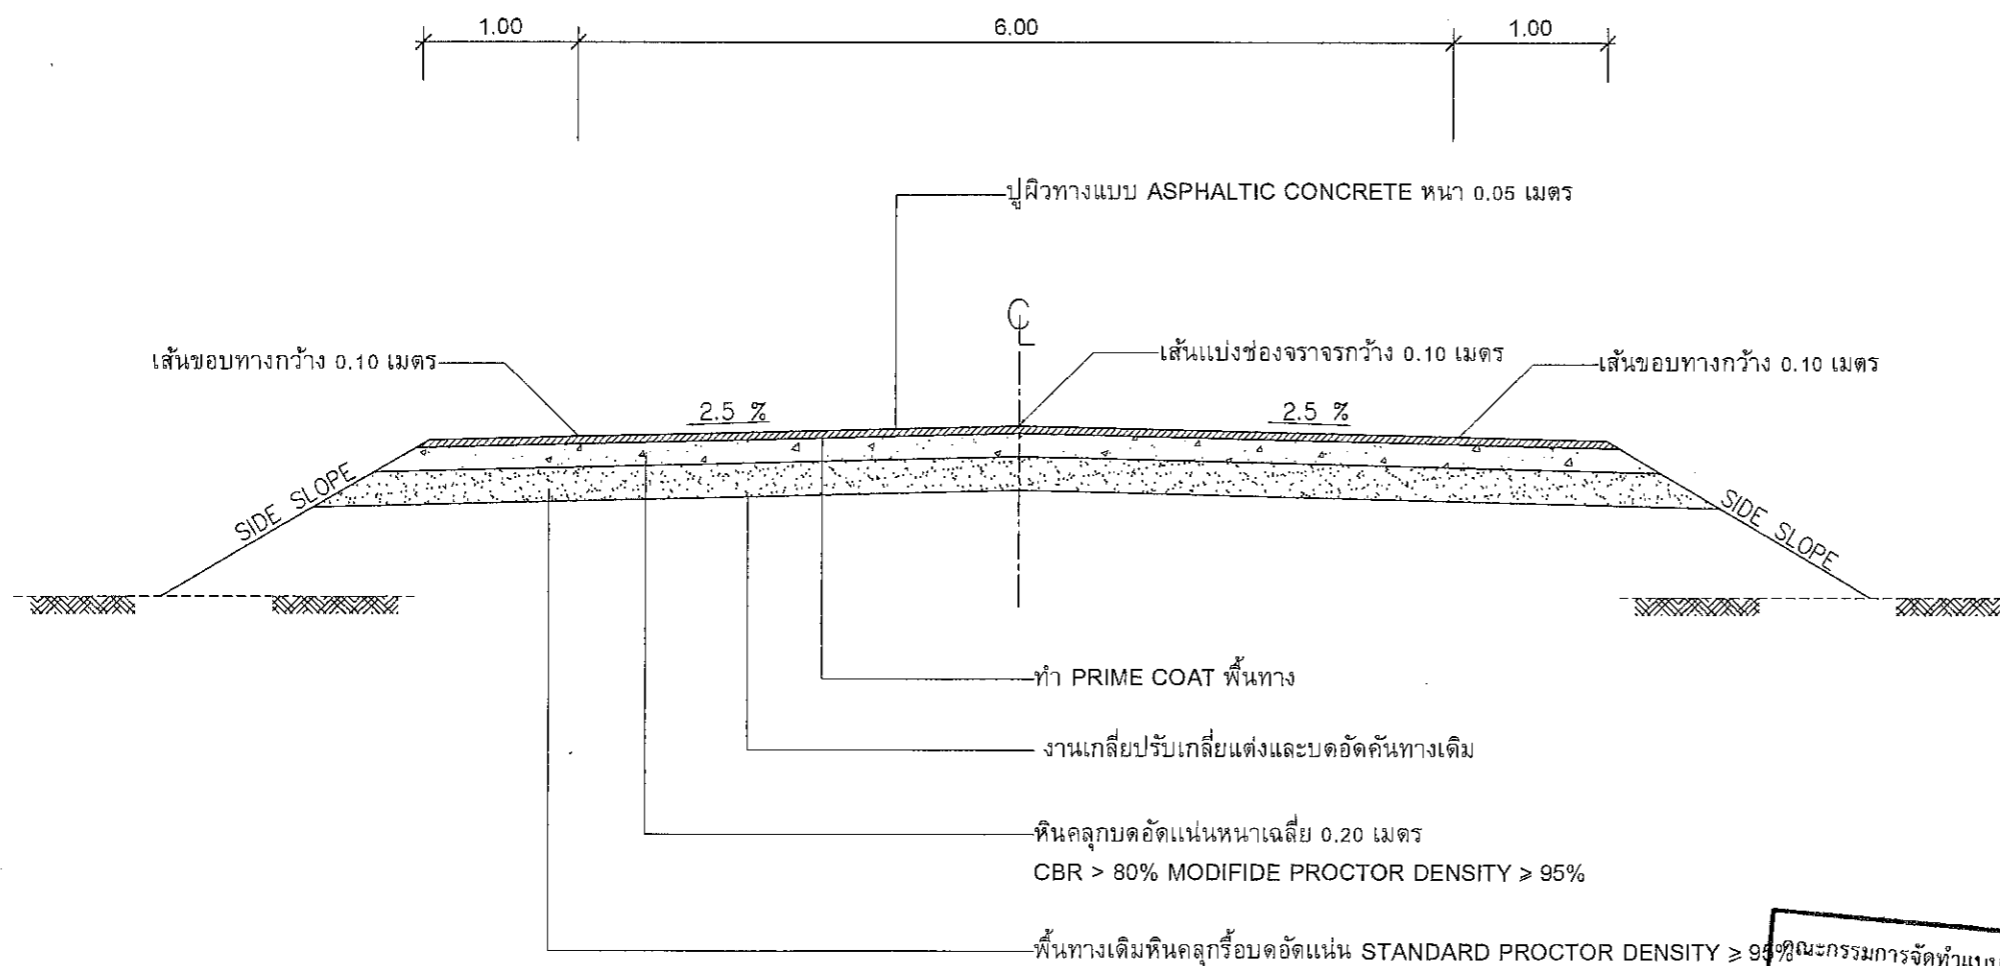 1.00 6.00 1.00
ปูผิวทางแบบ ASPHALTIC CONCRETE หนา 0.05 เมตร
เส้นขอบทางกว้าง 0.10 เมตร
เส้นแบ่งช่องจราจรกว้าง 0.10 เมตร
เส้นขอบทางกว้าง 0.10 เมตร
2.5 % 2.5 %
SIDE SLOPE
SIDE SLOPE
ทำ PRIME COAT พื้นทาง
งานเกลี่ยปรับเกลี่ยแต่งและบดอัดคันทางเดิม
หินคลุกบดอัดแน่นหนาเฉลี่ย 0.20 เมตร
CBR > 80% MODIFIDE PROCTOR DENSITY ⩾ 95%
พื้นทางเดิมหินคลุกรื้อบดอัดแน่น STANDARD PROCTOR DENSITY ⩾ 95%